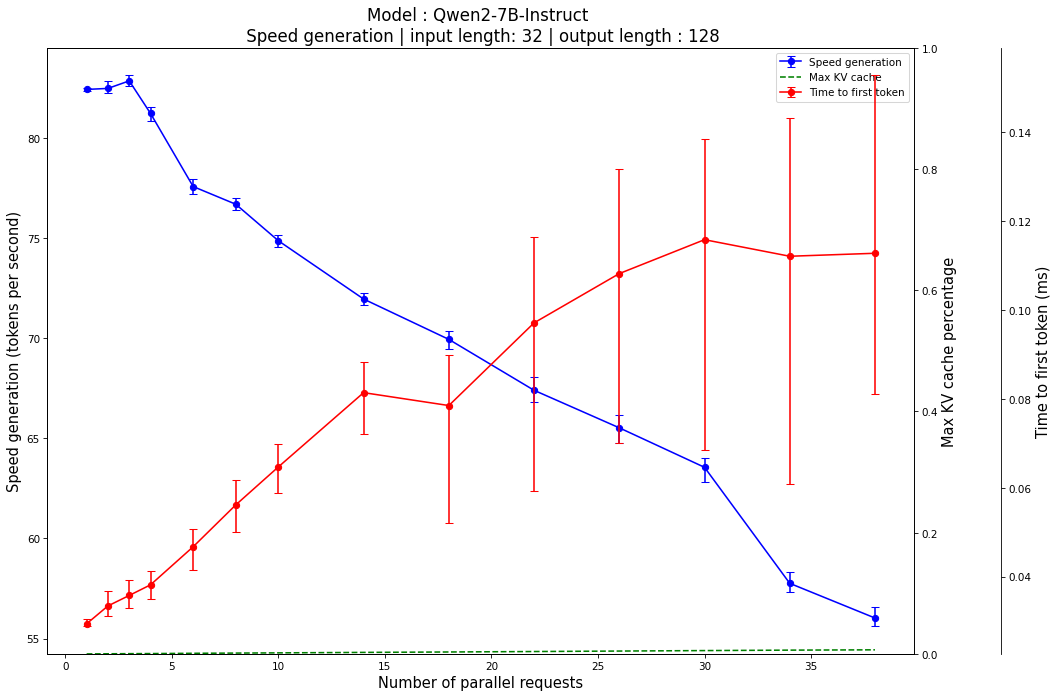 Model : Qwen2-7B-Instruct
Speed generation | input length: 32 | output length : 128
Speed generation
Max KV cache
Time to first token
Speed generation (tokens per second)
80
75
70
65
60
55
1.0
0.8
0.6
0.4
0.2
0.0
Max KV cache percentage
0.14
0.12
0.10
0.08
0.06
0.04
Time to first token (ms)
0
5
10
15
20
25
30
35
Number of parallel requests